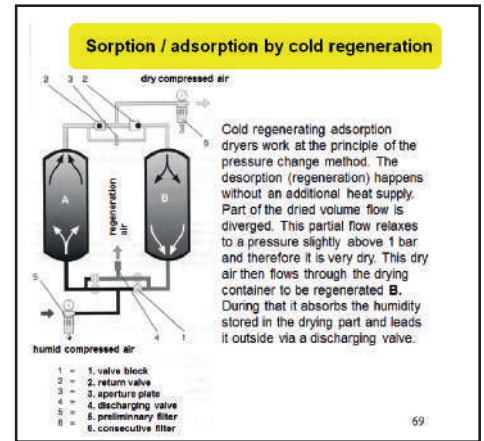 Sorption / adsorption by cold regeneration
2 3 2
dry compressed air
3 6
A
B
regeneration
air
5
4 1
humid compressed air
Cold regenerating adsorption
dryers work at the principle of the
pressure change method. The
desorption (regeneration) happens
without an additional heat supply.
Part of the dried volume flow is
diverged. This partial flow relaxes
to a pressure slightly above 1 bar
and therefore it is very dry. This dry
air then flows through the drying
container to be regenerated B.
During that it absorbs the humidity
stored in the drying part and leads
it outside via a discharging valve.
1 = 1. valve block
2 = 2. return valve
3 = 3. aperture plate
4 = 4. discharging valve
5 = 5. preliminnary filter
6 = 6. consecutive filter
69